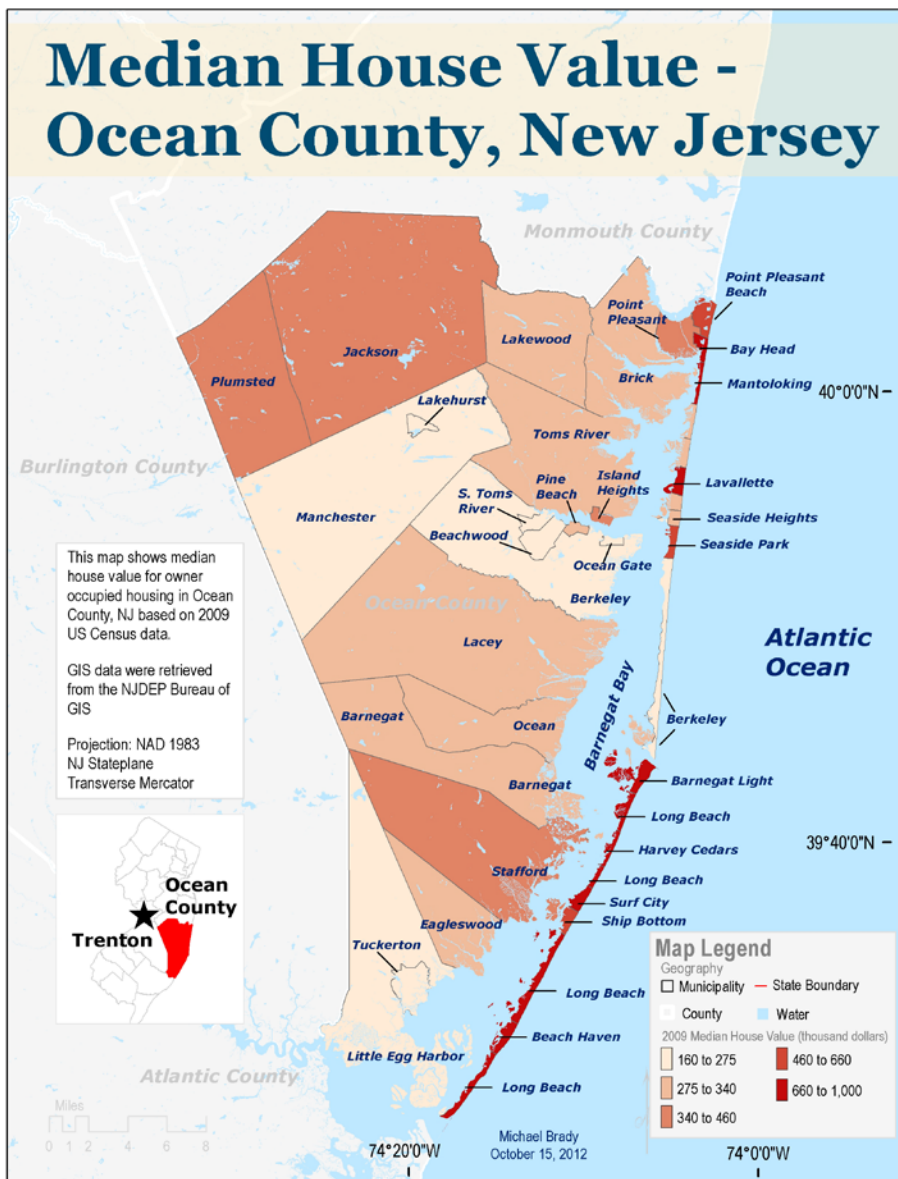 Median House Value -
Ocean County, New Jersey
Monmouth County
Point Pleasant
Beach
Point
Pleasant
Lakewood
Jackson
Bay Head
Plumsted
Brick
Mantoloking
40°0'0"N
Lakehurst
Toms River
Burlington County
Pine
Beach
Island
Heights
Lavallette
S. Toms
River
Manchester
Seaside Heights
Beachwood
Seaside Park
Ocean Gate
This map shows median
house value for owner
occupied housing in Ocean
County, NJ based on 2009
US Census data.
GIS data were retrieved
from the NJDEP Bureau of
GIS
Projection: NAD 1983
NJ Stateplane
Transverse Mercator
Berkeley
Ocean County
Lacey
Atlantic
Ocean
Barnegat Bay
Barnegat
Ocean
Berkeley
Barnegat
Barnegat Light
Long Beach
39°40'0"N
Harvey Cedars
Stafford
Long Beach
Surf City
Ship Bottom
Eagleswood
Tuckerton
Ocean
County
Trenton
Long Beach
Beach Haven
Little Egg Harbor
Atlantic County
Long Beach
Map Legend
Geography
Municipality
State Boundary
County
Water
2009 Median House Value (thousand dollars)
160 to 275
460 to 660
275 to 340
660 to 1,000
340 to 460
Miles
0 1 2 4 6 8
Michael Brady
October 15, 2012
74°20'0"W
74°0'0"W